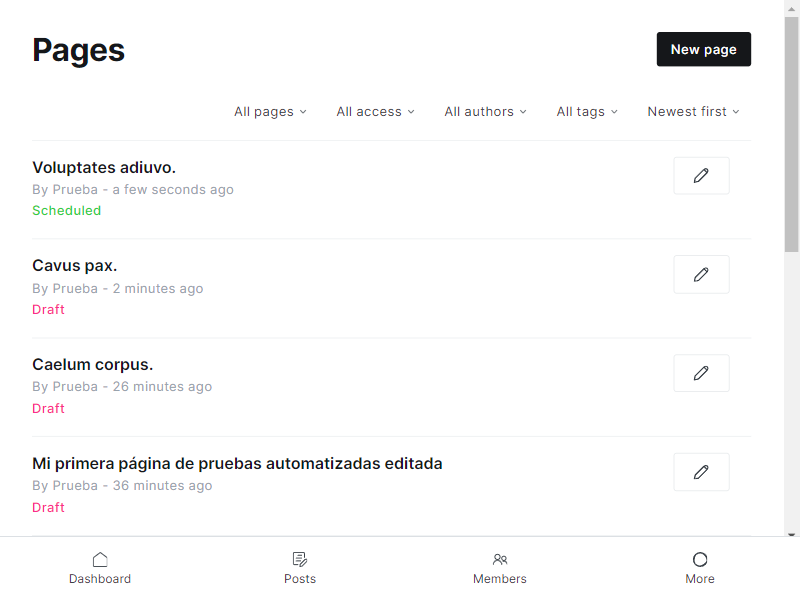 Pages
New page
All pages
All access
All authors
All tags
Newest first
Voluptates adiuvo.
By Prueba - a few seconds ago
Scheduled
Cavus pax.
By Prueba - 2 minutes ago
Draft
Caelum corpus.
By Prueba - 26 minutes ago
Draft
Mi primera página de pruebas automatizadas editada
By Prueba - 36 minutes ago
Draft
Dashboard
Posts
Members
More